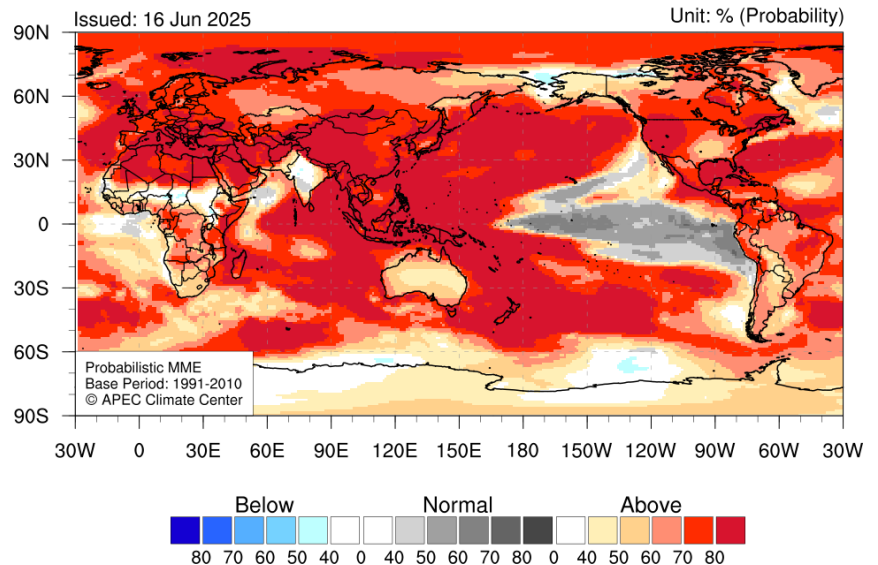 Issued: 16 Jun 2025 Unit: % (Probability)
90N
60N
30N
0
30S
60S
90S
Probabilistic MME
Base Period: 1991-2010
© APEC Climate Center
30W 0 30E 60E 90E 120E 150E 180 150W 120W 90W 60W 30W
Below Normal Above
80 70 60 50 40 0 40 50 60 70 80 0 40 50 60 70 80